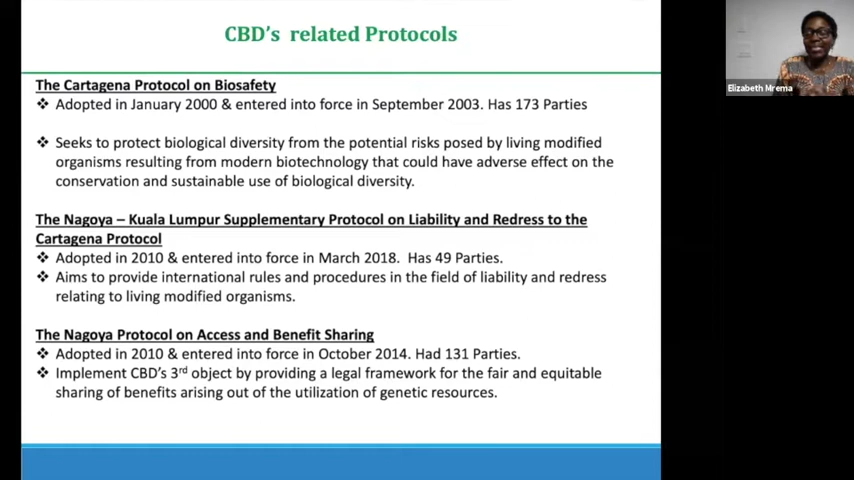 CBD's related Protocols
The Cartagena Protocol on Biosafety
❖ Adopted in January 2000 & entered into force in September 2003. Has 173 Parties
❖ Seeks to protect biological diversity from the potential risks posed by living modified
organisms resulting from modern biotechnology that could have adverse effect on the
conservation and sustainable use of biological diversity.
The Nagoya – Kuala Lumpur Supplementary Protocol on Liability and Redress to the
Cartagena Protocol
❖ Adopted in 2010 & entered into force in March 2018. Has 49 Parties.
❖ Aims to provide international rules and procedures in the field of liability and redress
relating to living modified organisms.
The Nagoya Protocol on Access and Benefit Sharing
❖ Adopted in 2010 & entered into force in October 2014. Had 131 Parties.
❖ Implement CBD's 3rd object by providing a legal framework for the fair and equitable
sharing of benefits arising out of the utilization of genetic resources.
Elizabeth Mrema